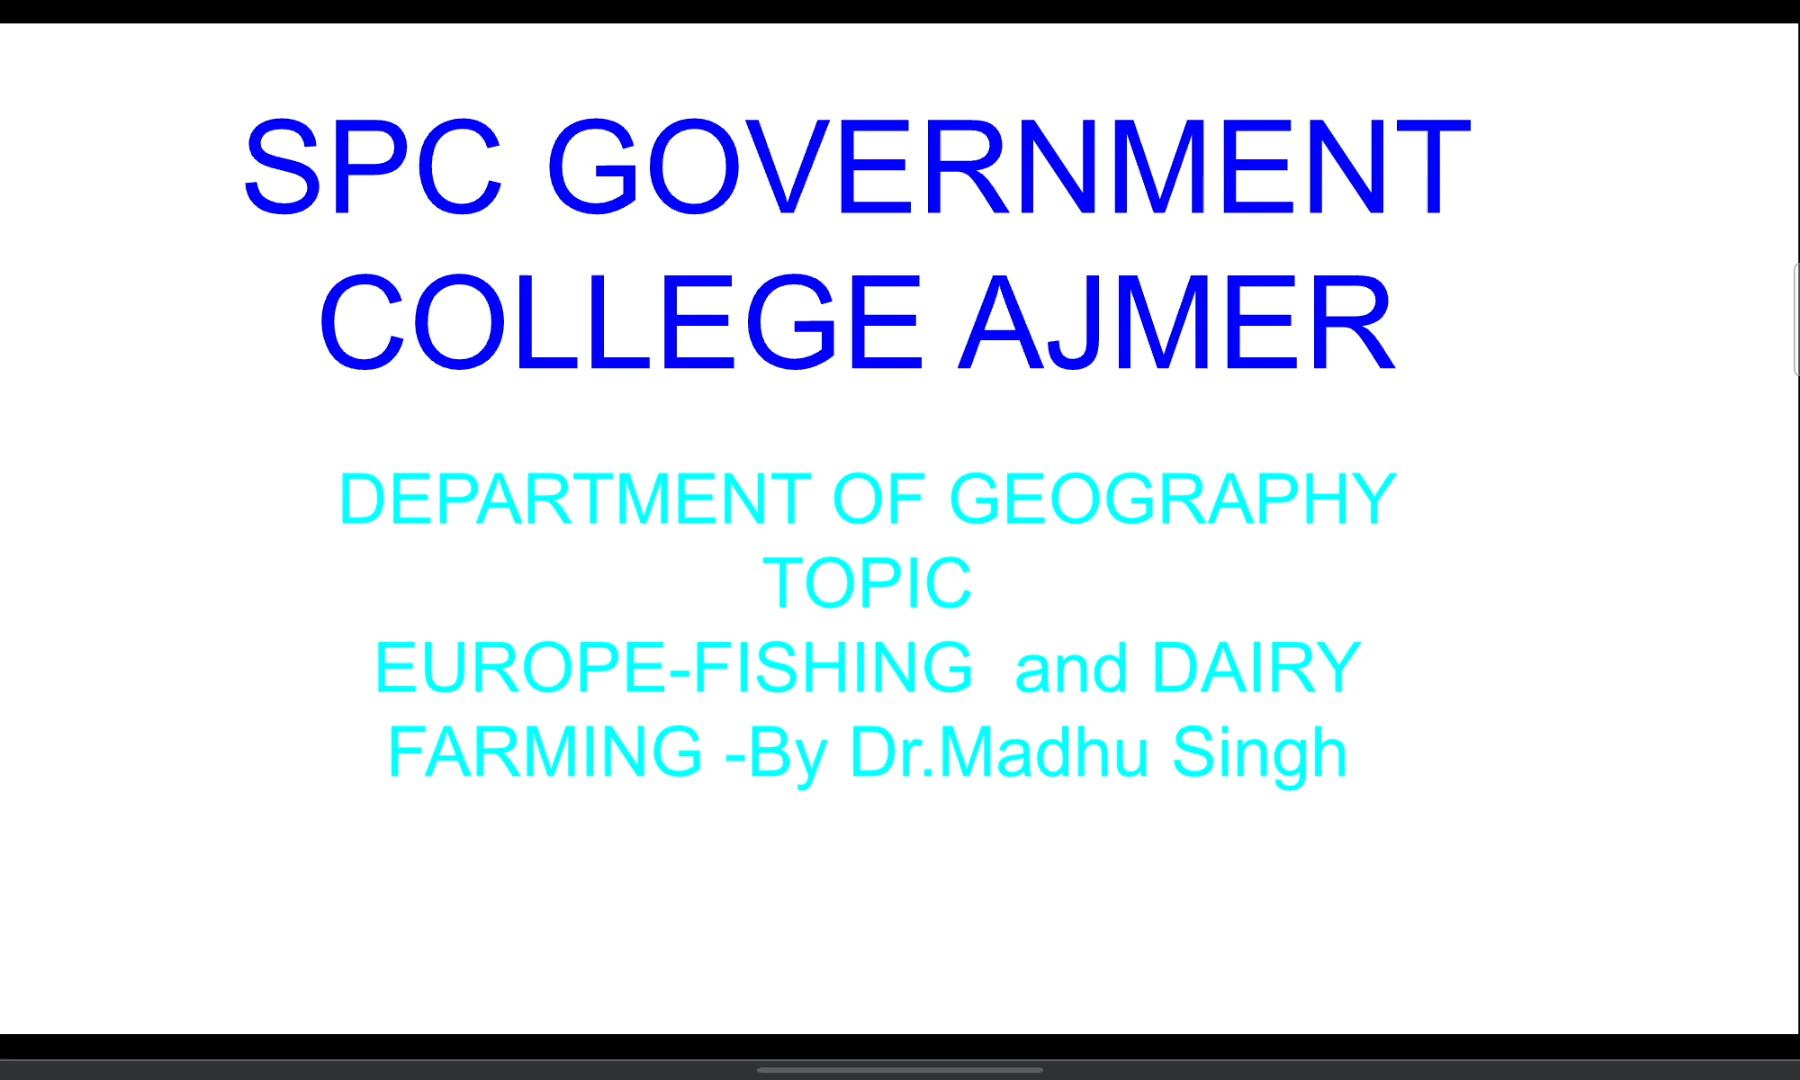 SPC GOVERNMENT
COLLEGE AJMER
DEPARTMENT OF GEOGRAPHY
TOPIC
EUROPE-FISHING  and DAIRY
FARMING -By Dr.Madhu Singh